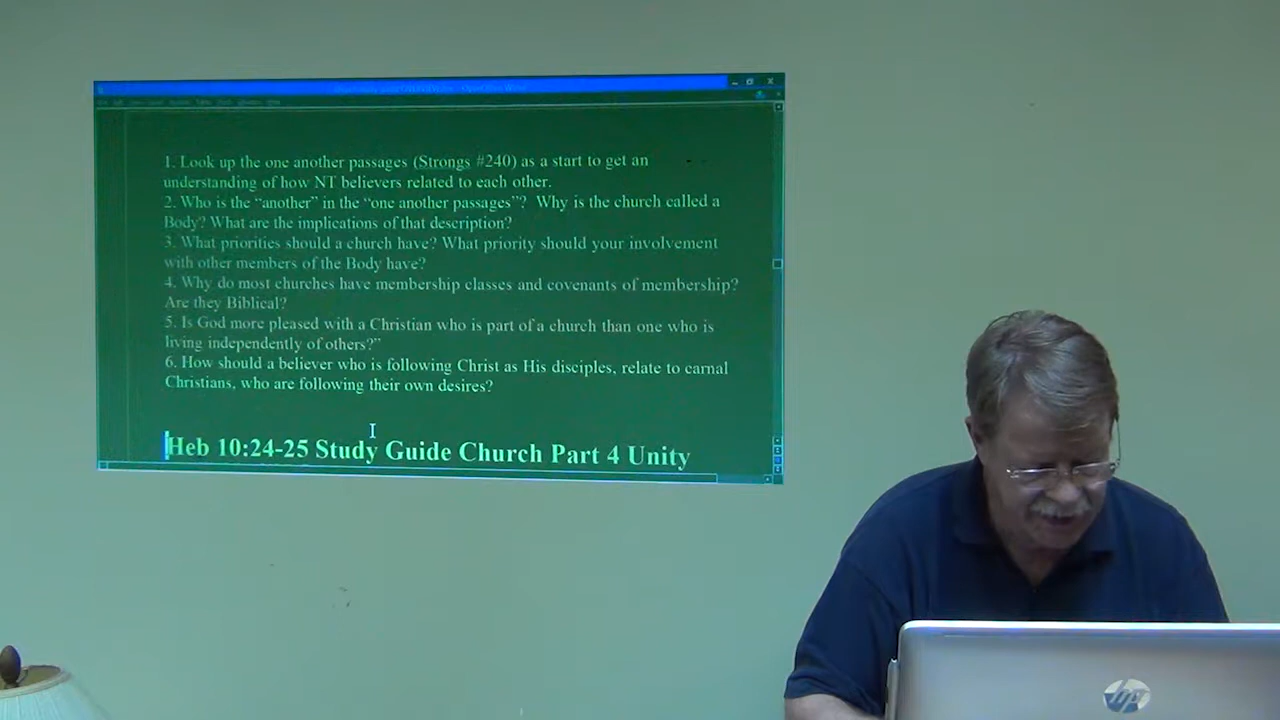 1. Look up the one another passages (Strongs #240) as a start to get an
understanding of how NT believers related to each other.
2. Who is the “another” in the “one another passages”? Why is the church called a
Body? What are the implications of that description?
3. What priorities should a church have? What priority should your involvement
with other members of the Body have?
4. Why do most churches have membership classes and covenants of membership?
Are they Biblical?
5. Is God more pleased with a Christian who is part of a church than one who is
living independently of others?”
6. How should a believer who is following Christ as His disciples, relate to carnal
Christians, who are following their own desires?
Heb 10:24-25 Study Guide Church Part 4 Unity
hp